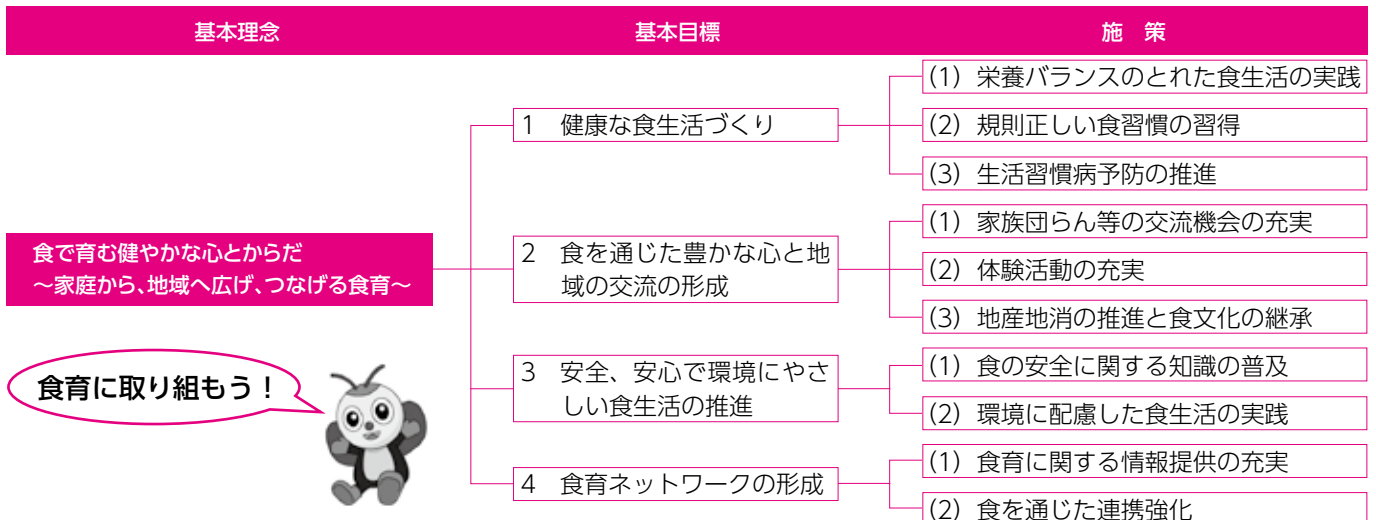 基本理念
基本目標
施　策
食で育む健やかな心とからだ
～家庭から、地域へ広げ、つなげる食育～
食育に取り組もう！
1　健康な食生活づくり
(1) 栄養バランスのとれた食生活の実践
(2) 規則正しい食習慣の習得
(3) 生活習慣病予防の推進
2　食を通じた豊かな心と地
域の交流の形成
(1) 家族団らん等の交流機会の充実
(2) 体験活動の充実
(3) 地産地消の推進と食文化の継承
3　安全、安心で環境にやさ
しい食生活の推進
(1) 食の安全に関する知識の普及
(2) 環境に配慮した食生活の実践
4　食育ネットワークの形成
(1) 食育に関する情報提供の充実
(2) 食を通じた連携強化